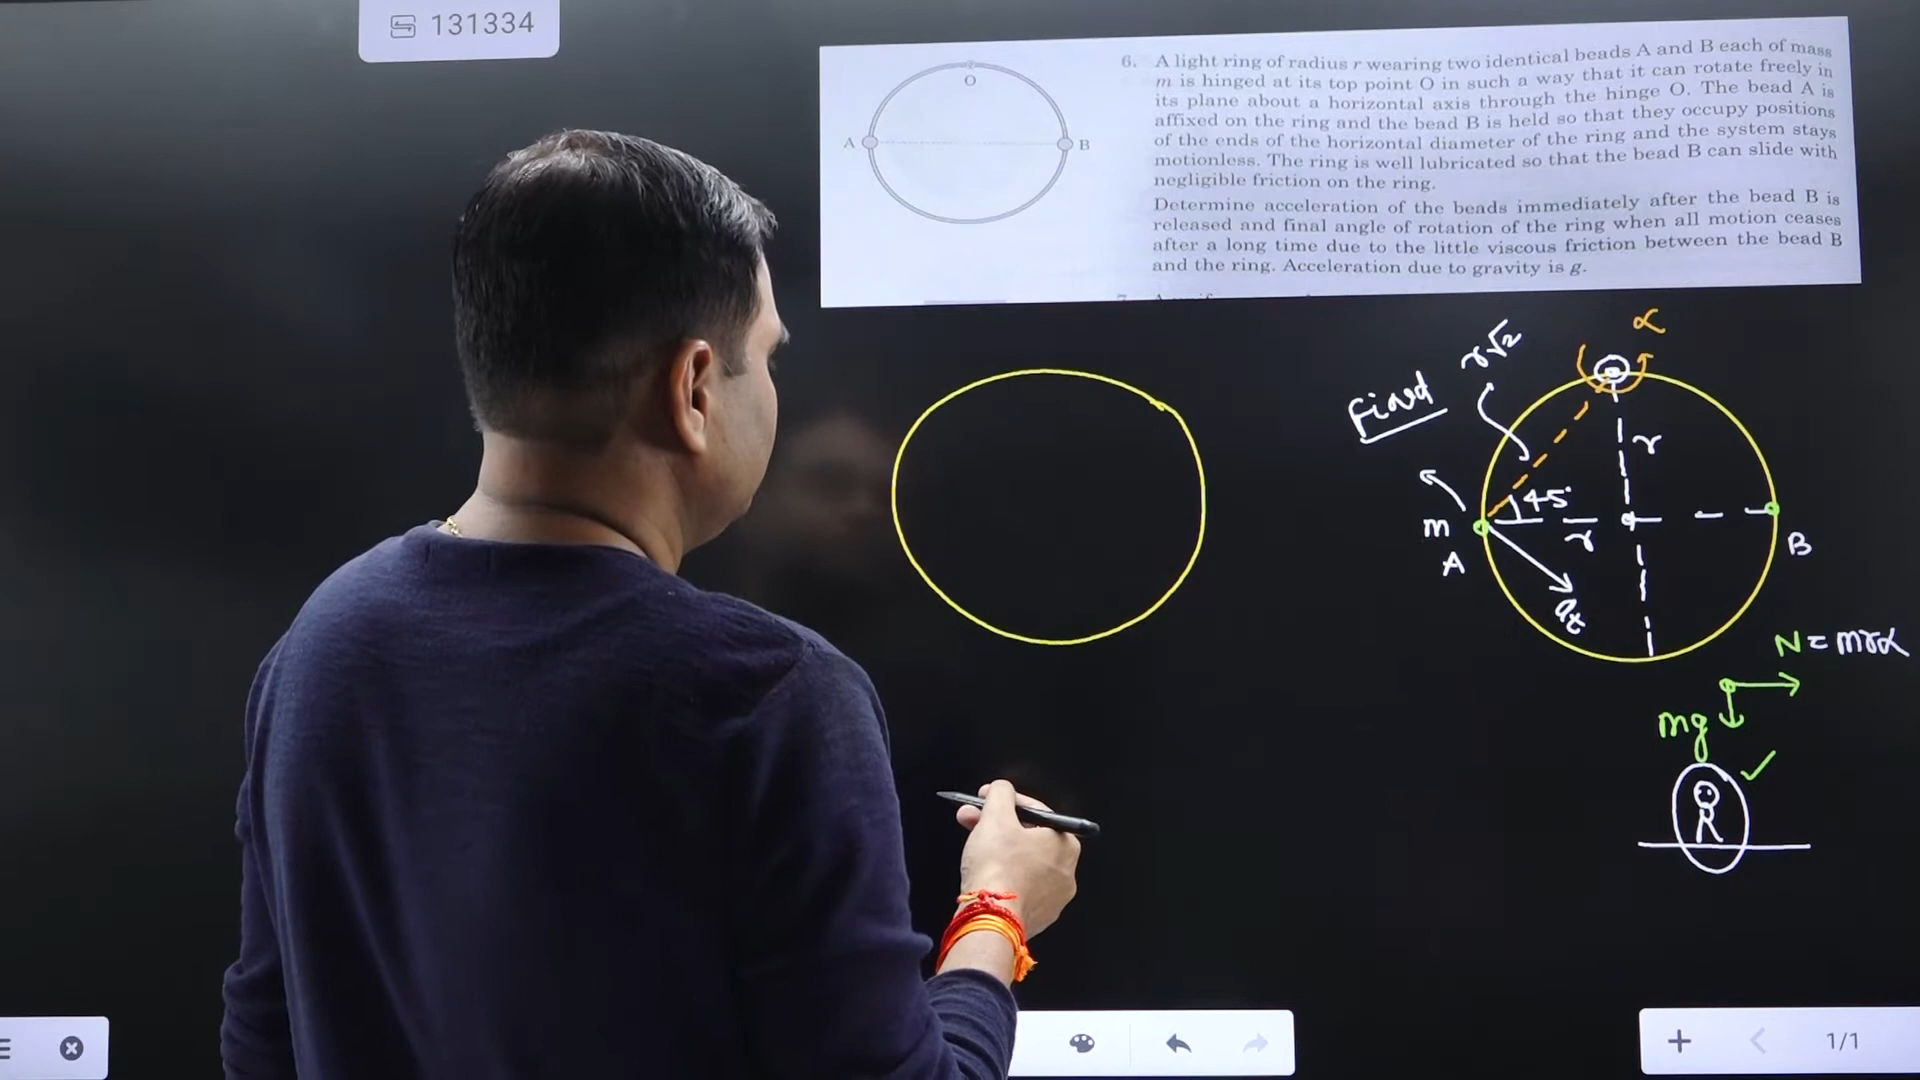 131334
O
A
B
6. A light ring of radius r wearing two identical beads A and B each of mass
m is hinged at its top point O in such a way that it can rotate freely in
its plane about a horizontal axis through the hinge O. The bead A is
affixed on the ring and the bead B is held so that they occupy positions
of the ends of the horizontal diameter of the ring and the system stays
motionless. The ring is well lubricated so that the bead B can slide with
negligible friction on the ring.
Determine acceleration of the beads immediately after the bead B is
released and final angle of rotation of the ring when all motion ceases
after a long time due to the little viscous friction between the bead B
and the ring. Acceleration due to gravity is g.
α
r√2
Find
r
45°
m
A
r
B
at
N = mrα
mg
1/1